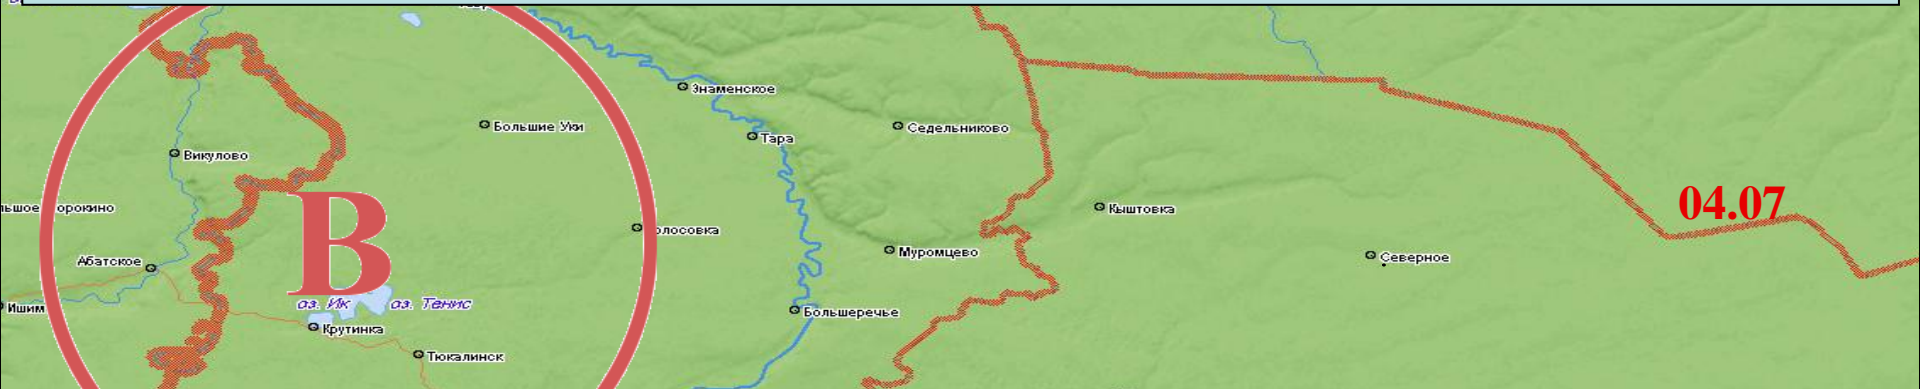 Знаменское
Большие Уки
Седельниково
Тара
Викулово
В
04.07
Кыштовка
Муромцево
Северное
Абатское
оз. Ик
оз. Тенис
Ишим
Большеречье
Крутинка
Тюкалинск